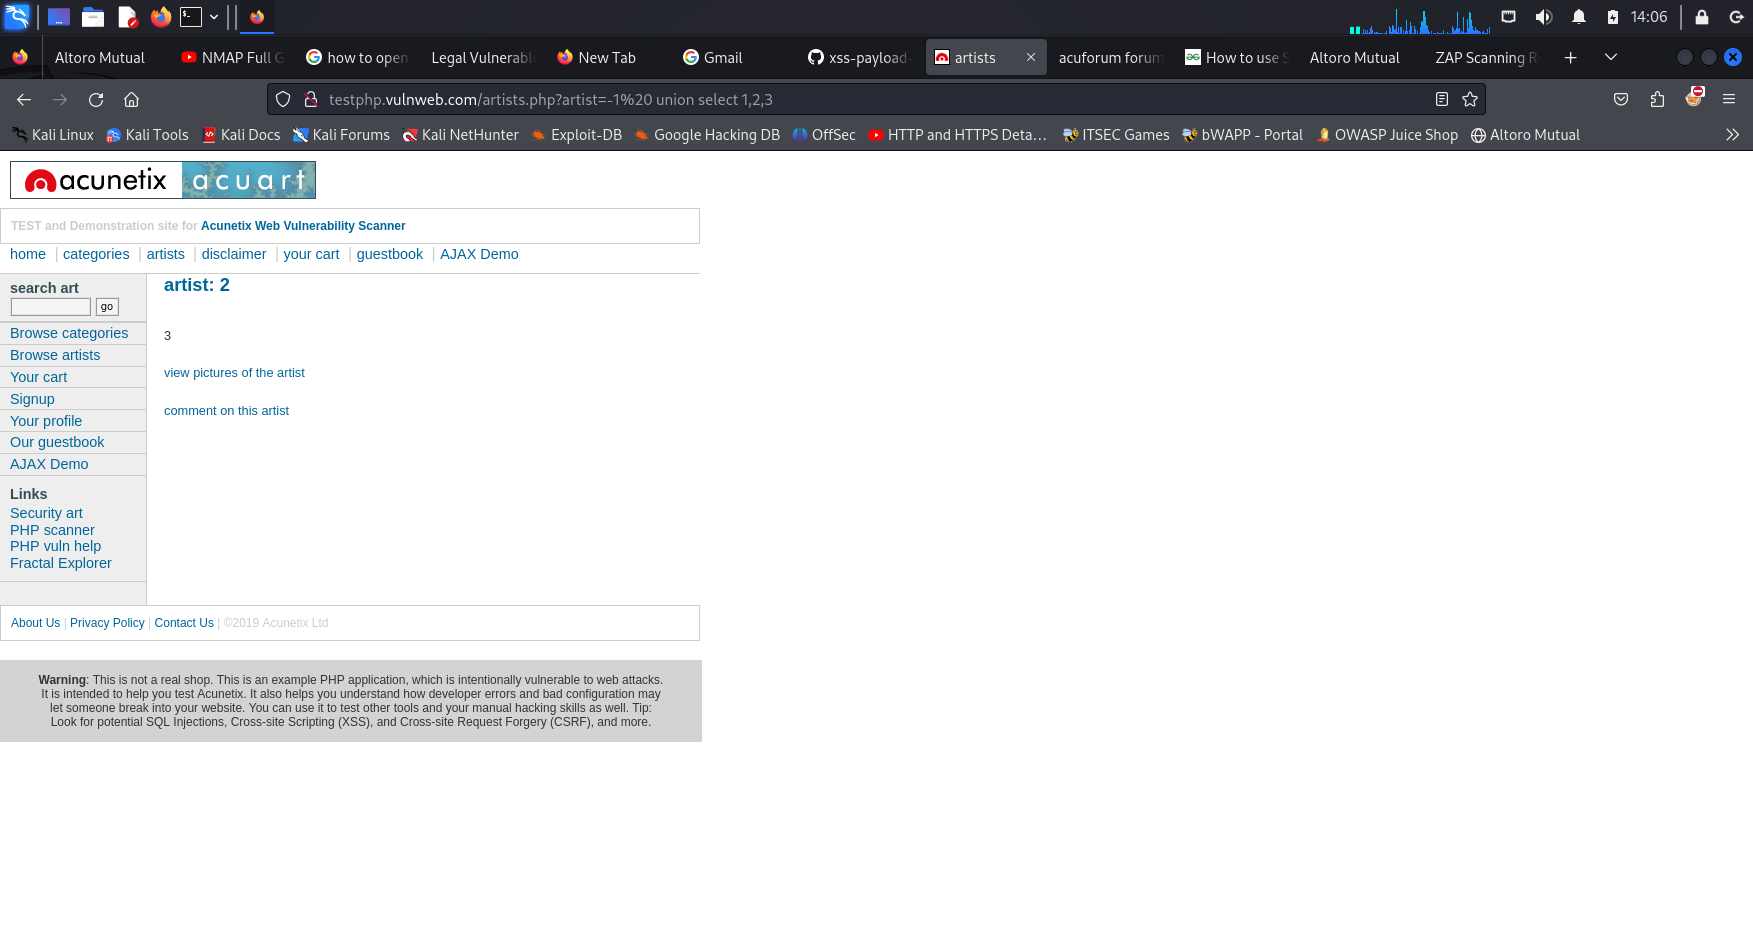 14:06
Altoro Mutual NMAP Full G how to open Legal Vulnerable New Tab Gmail xss-payload- artists acuforum forum How to use S Altoro Mutual ZAP Scanning R
testphp.vulnweb.com/artists.php?artist=-1%20 union select 1,2,3
Kali Linux Kali Tools Kali Docs Kali Forums Kali NetHunter Exploit-DB Google Hacking DB OffSec HTTP and HTTPS Deta… ITSEC Games bWAPP - Portal OWASP Juice Shop Altoro Mutual
acunetix acuart
TEST and Demonstration site for Acunetix Web Vulnerability Scanner
home | categories | artists | disclaimer | your cart | guestbook | AJAX Demo
search art
go
Browse categories
Browse artists
Your cart
Signup
Your profile
Our guestbook
AJAX Demo
Links
Security art
PHP scanner
PHP vuln help
Fractal Explorer
artist: 2
3
view pictures of the artist
comment on this artist
About Us | Privacy Policy | Contact Us | ©2019 Acunetix Ltd
Warning: This is not a real shop. This is an example PHP application, which is intentionally vulnerable to web attacks.
It is intended to help you test Acunetix. It also helps you understand how developer errors and bad configuration may
let someone break into your website. You can use it to test other tools and your manual hacking skills as well. Tip:
Look for potential SQL Injections, Cross-site Scripting (XSS), and Cross-site Request Forgery (CSRF), and more.